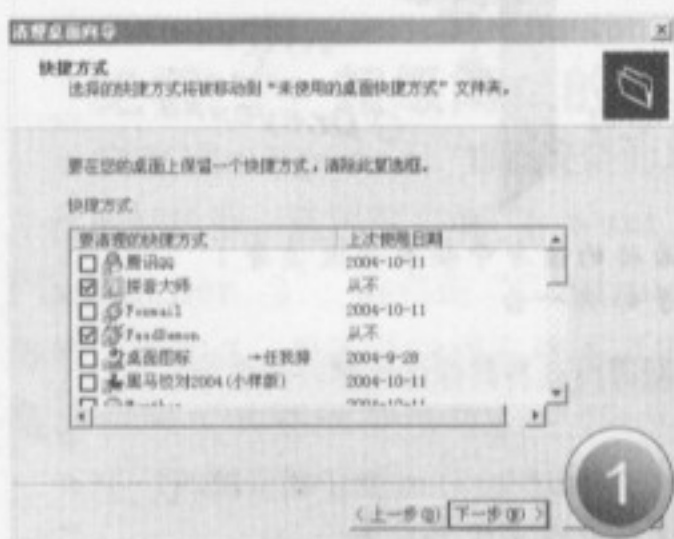 清理桌面向导
快捷方式
选择的快捷方式将被移动到“未使用的桌面快捷方式”文件夹。
要在您的桌面上保留一个快捷方式,清除此复选框。
快捷方式
要清理的快捷方式 上次使用日期
腾讯QQ 2004-10-11
拼音大师 从不
Foxmail 2004-10-11
FeedDemon 从不
桌面图标 →任我排 2004-9-28
黑马校对2004(小样版) 2004-10-11
2004-10-11
<上一步(B) 下一步(N) >
1